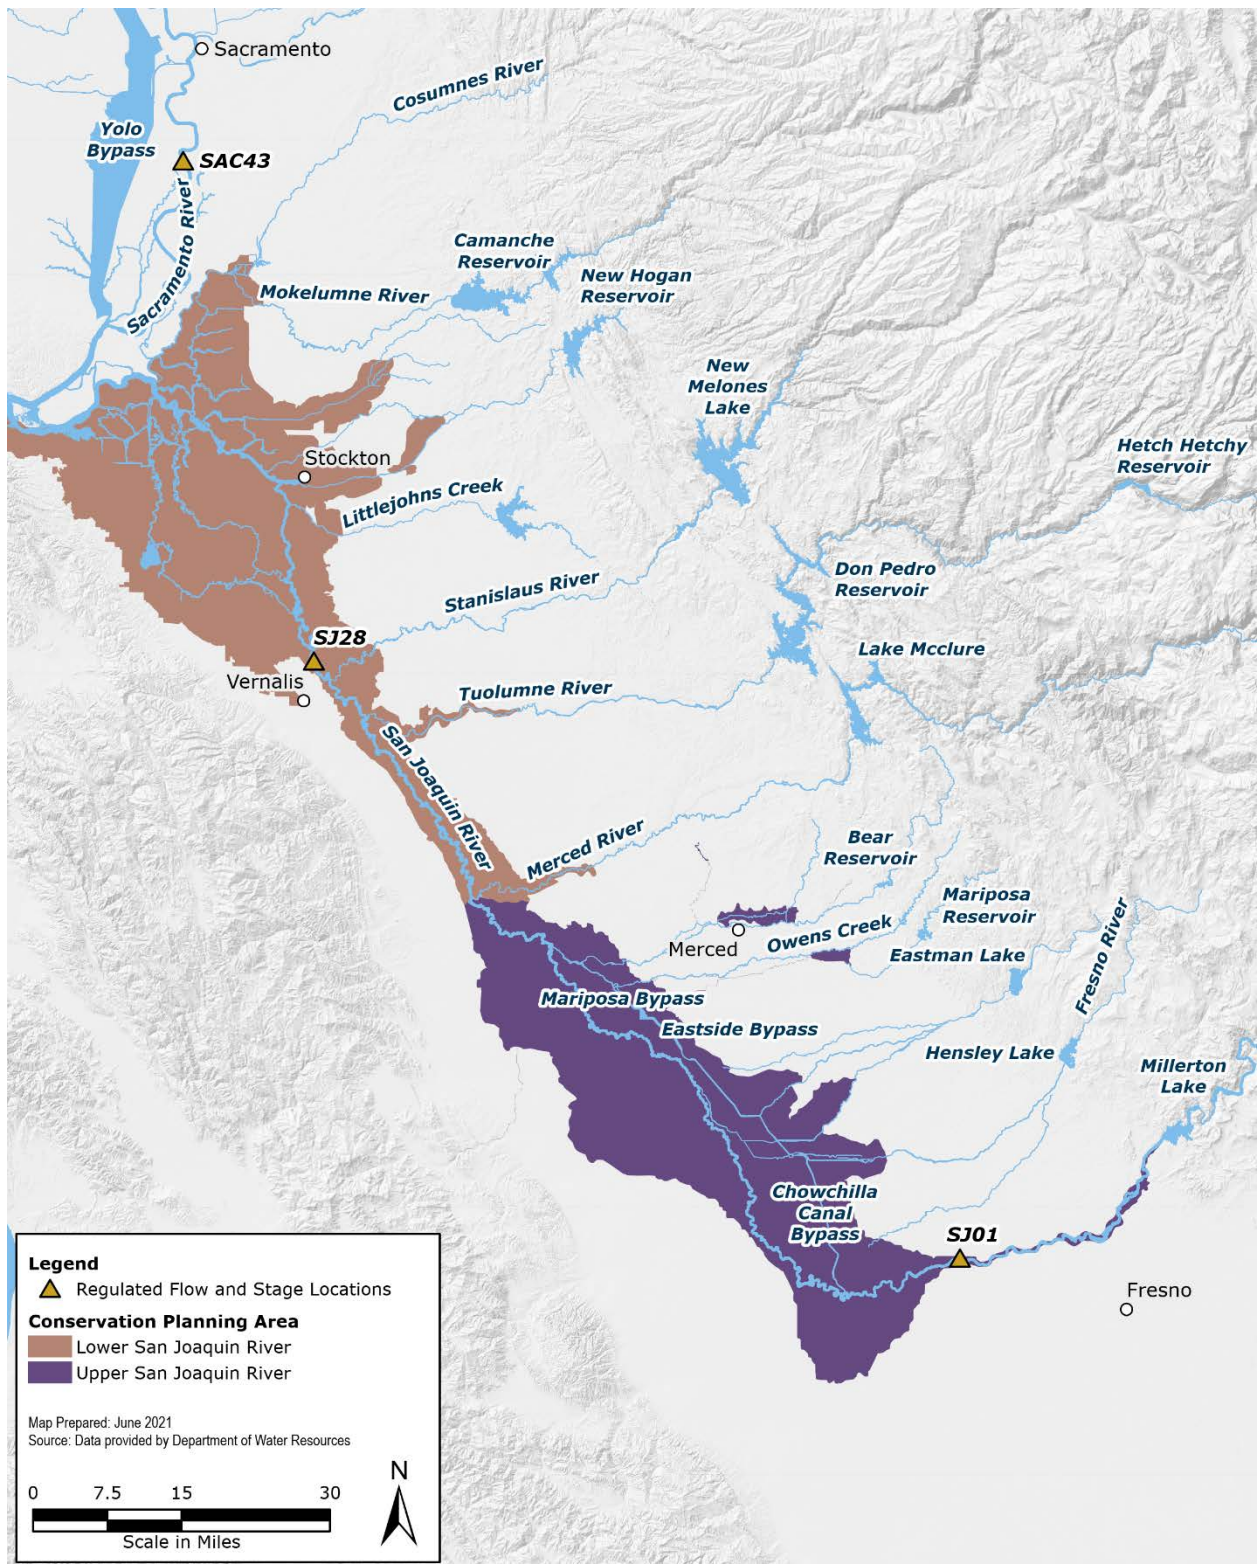 Sacramento
Cosumnes River
Yolo
Bypass
SAC43
Sacramento River
Camanche
Reservoir
New Hogan
Reservoir
Mokelumne River
New
Melones
Lake
Hetch Hetchy
Reservoir
Stockton
Littlejohns Creek
Don Pedro
Reservoir
Stanislaus River
SJ28
Lake Mcclure
Vernalis
Tuolumne River
San Joaquin River
Merced River
Bear
Reservoir
Mariposa
Reservoir
Merced
Owens Creek
Eastman Lake
Fresno River
Mariposa Bypass
Eastside Bypass
Hensley Lake
Millerton
Lake
Chowchilla
Canal
Bypass
SJ01
Fresno
Legend
Regulated Flow and Stage Locations
Conservation Planning Area
Lower San Joaquin River
Upper San Joaquin River
Map Prepared: June 2021
Source: Data provided by Department of Water Resources
N
0 7.5 15 30
Scale in Miles